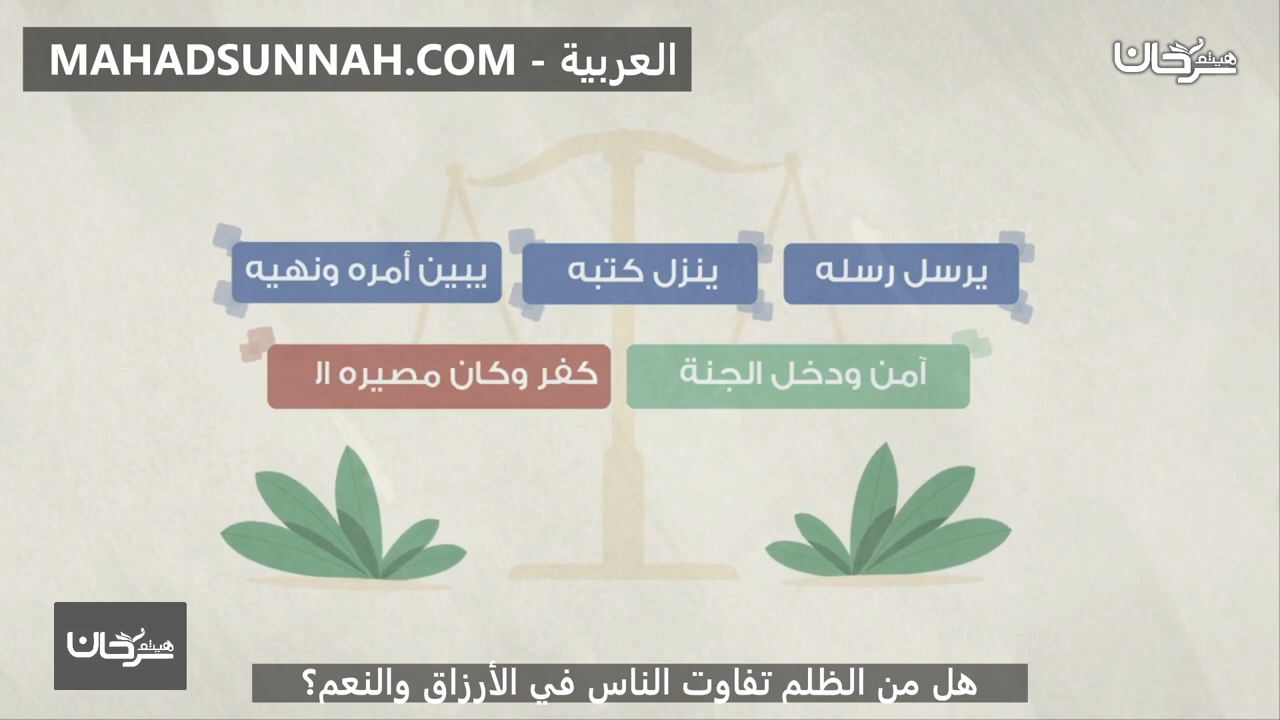 MAHADSUNNAH.COM - العربية
هيثم سرحان
يرسل رسله
ينزل كتبه
يبين أمره ونهيه
آمن ودخل الجنة
كفر وكان مصيره ال
هيثم سرحان
هل من الظلم تفاوت الناس في الأرزاق والنعم؟